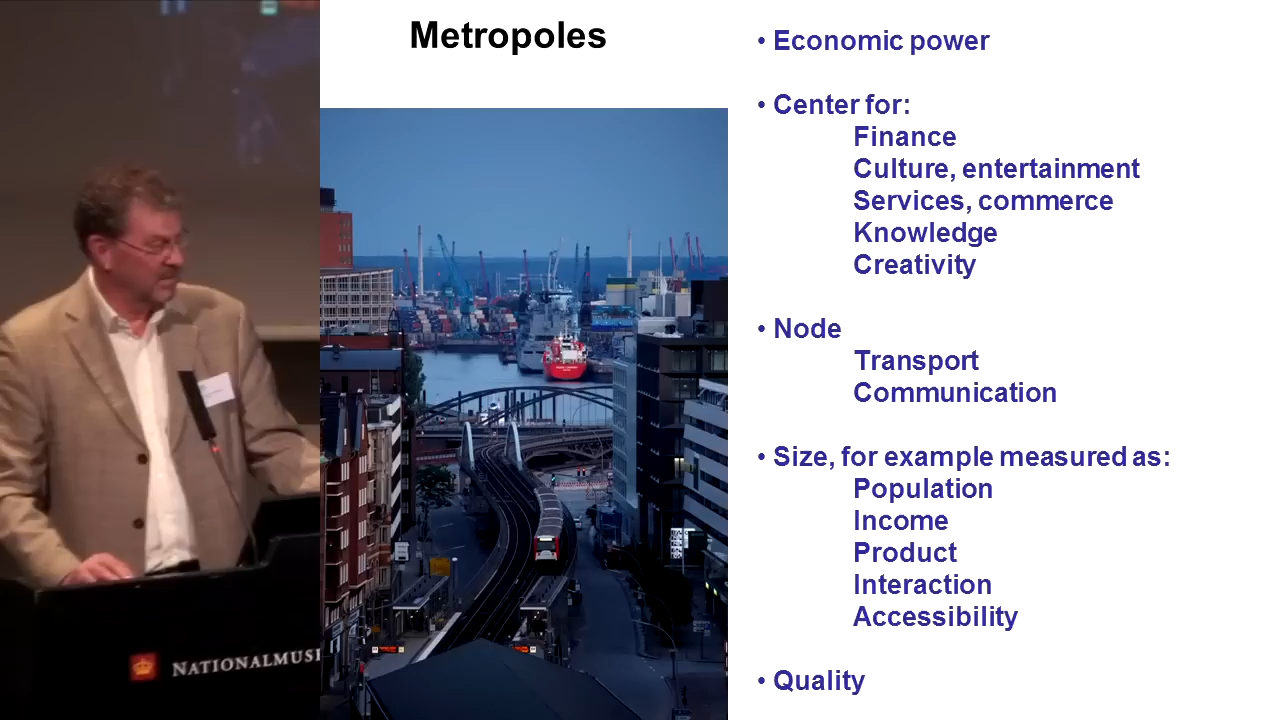 Metropoles
• Economic power
• Center for:
Finance
Culture, entertainment
Services, commerce
Knowledge
Creativity
• Node
Transport
Communication
• Size, for example measured as:
Population
Income
Product
Interaction
Accessibility
• Quality
NATIONALMUS